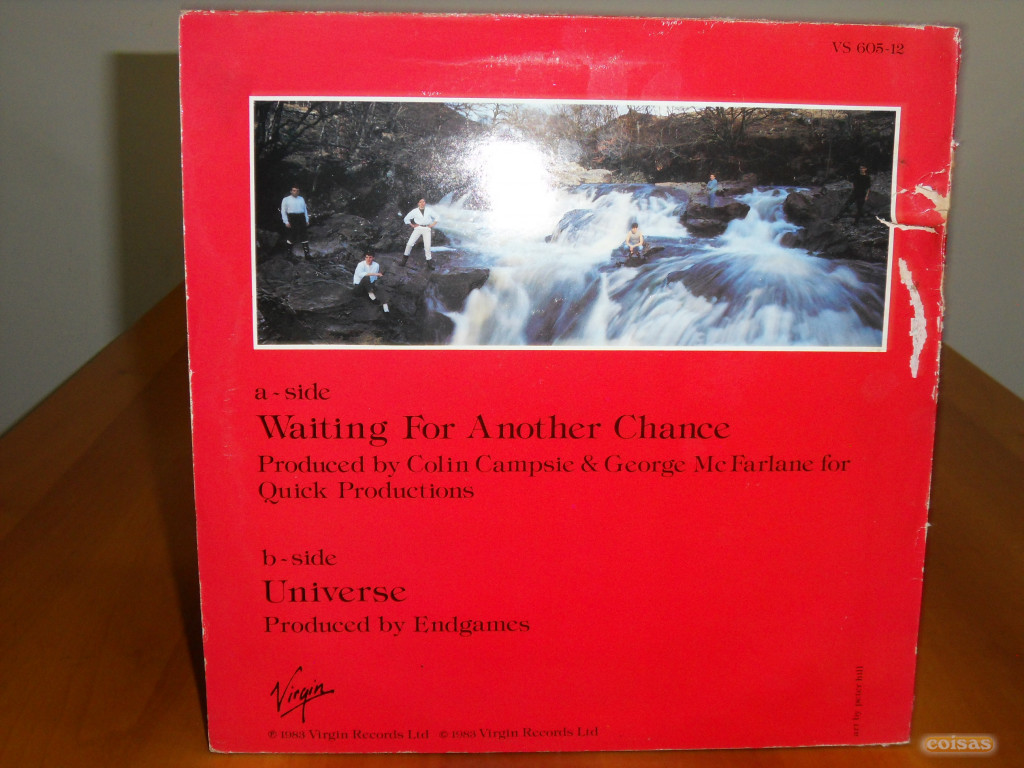 VS 605-12
a-side
Waiting For Another Chance
Produced by Colin Campsie & George McFarlane for
Quick Productions
b-side
Universe
Produced by Endgames
Virgin
℗ 1983 Virgin Records Ltd © 1983 Virgin Records Ltd
art by peter hill
coisas